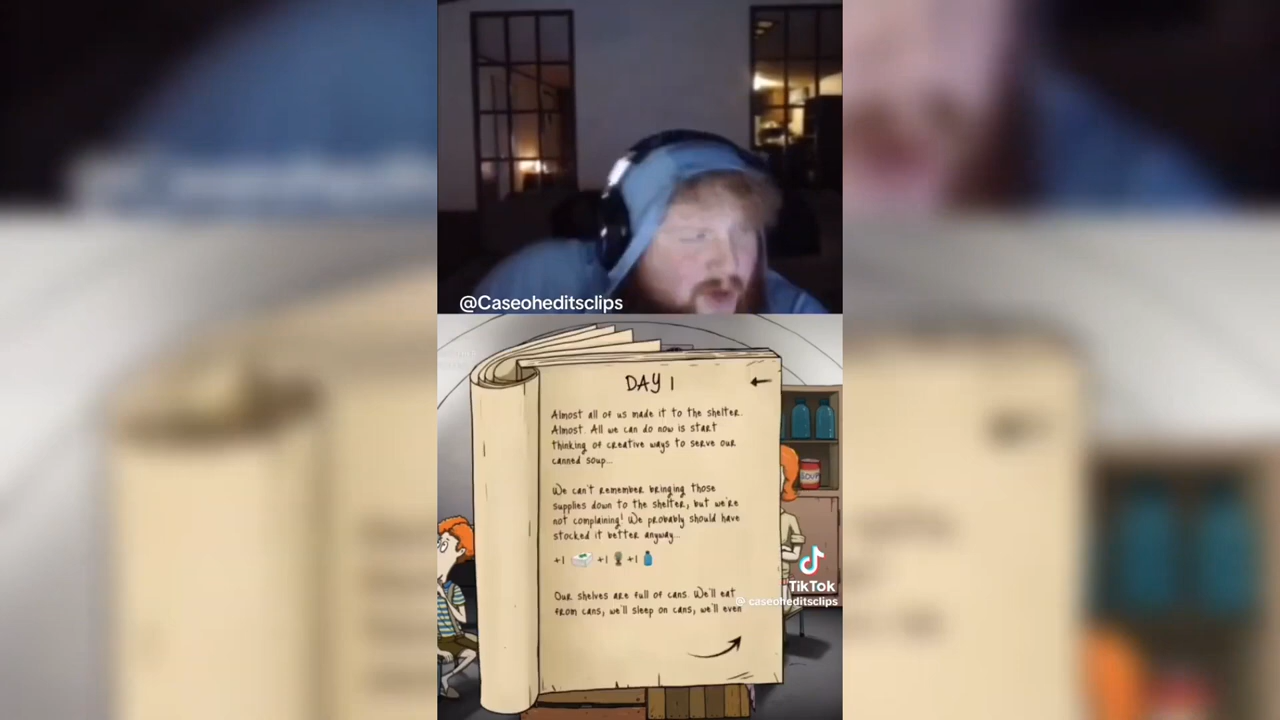 @Caseoheditsclips
DAY 1
Almost all of us made it to the shelter.
Almost. All we can do now is start
thinking of creative ways to serve our
canned soup...
We can't remember bringing those
supplies down to the shelter, but we're
not complaining! We probably should have
stocked it better anyway...
+1 +1 +1
Our shelves are full of cans. We'll eat
from cans, we'll sleep on cans, we'll even
SOUP
TikTok
@ caseoheditsclips